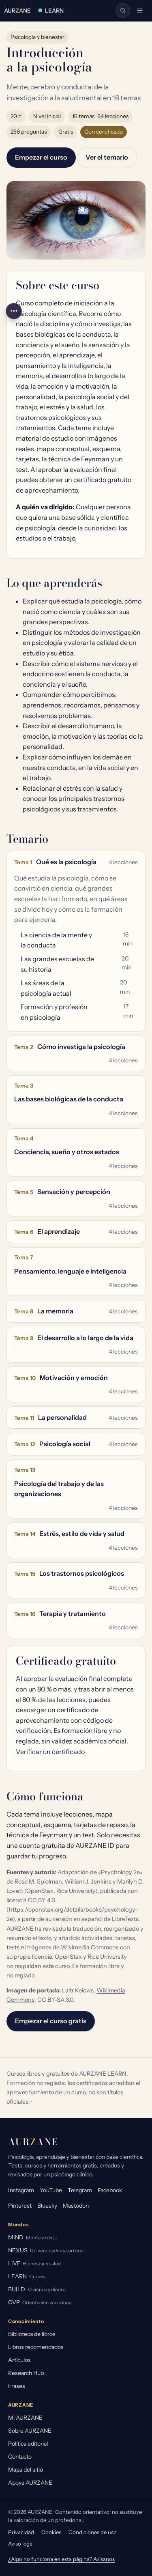 AURZANE LEARN
Psicología y bienestar
Introducción
a la psicología
Mente, cerebro y conducta: de la
investigación a la salud mental en 16 temas
20 h Nivel Inicial 16 temas · 64 lecciones
256 preguntas Gratis Con certificado
Empezar el curso Ver el temario
Sobre este curso
Curso completo de iniciación a la
psicología científica. Recorre cómo
nació la disciplina y cómo investiga, las
bases biológicas de la conducta, la
conciencia y el sueño, la sensación y la
percepción, el aprendizaje, el
pensamiento y la inteligencia, la
memoria, el desarrollo a lo largo de la
vida, la emoción y la motivación, la
personalidad, la psicología social y del
trabajo, el estrés y la salud, los
trastornos psicológicos y sus
tratamientos. Cada tema incluye
material de estudio con imágenes
reales, mapa conceptual, esquema,
tarjetas, la técnica de Feynman y un
test. Al aprobar la evaluación final
obtienes un certificado gratuito
de aprovechamiento.
A quién va dirigido: Cualquier persona
que quiera una base sólida y científica
de psicología, desde la curiosidad, los
estudios o el trabajo.
Lo que aprenderás
Explicar qué estudia la psicología, cómo
nació como ciencia y cuáles son sus
grandes perspectivas.
Distinguir los métodos de investigación
en psicología y valorar la calidad de un
estudio y su ética.
Describir cómo el sistema nervioso y el
endocrino sostienen la conducta, la
conciencia y el sueño.
Comprender cómo percibimos,
aprendemos, recordamos, pensamos y
resolvemos problemas.
Describir el desarrollo humano, la
emoción, la motivación y las teorías de la
personalidad.
Explicar cómo influyen los demás en
nuestra conducta, en la vida social y en
el trabajo.
Relacionar el estrés con la salud y
conocer los principales trastornos
psicológicos y sus tratamientos.
Temario
Tema 1 Qué es la psicología 4 lecciones
Qué estudia la psicología, cómo se
convirtió en ciencia, qué grandes
escuelas la han formado, en qué áreas
se divide hoy y cómo es la formación
para ejercerla.
La ciencia de la mente y la conducta 18 min
Las grandes escuelas de su historia 20 min
Las áreas de la psicología actual 20 min
Formación y profesión en psicología 17 min
Tema 2 Cómo investiga la psicología
4 lecciones
Tema 3
Las bases biológicas de la conducta
4 lecciones
Tema 4
Conciencia, sueño y otros estados
4 lecciones
Tema 5 Sensación y percepción
4 lecciones
Tema 6 El aprendizaje 4 lecciones
Tema 7
Pensamiento, lenguaje e inteligencia
4 lecciones
Tema 8 La memoria 4 lecciones
Tema 9 El desarrollo a lo largo de la vida
4 lecciones
Tema 10 Motivación y emoción
4 lecciones
Tema 11 La personalidad 4 lecciones
Tema 12 Psicología social 4 lecciones
Tema 13
Psicología del trabajo y de las
organizaciones
4 lecciones
Tema 14 Estrés, estilo de vida y salud
4 lecciones
Tema 15 Los trastornos psicológicos
4 lecciones
Tema 16 Terapia y tratamiento
4 lecciones
Certificado gratuito
Al aprobar la evaluación final completa
con un 80 % o más, y tras abrir al menos
el 80 % de las lecciones, puedes
descargar un certificado de
aprovechamiento con código de
verificación. Es formación libre y no
reglada, sin validez académica oficial.
Verificar un certificado
Cómo funciona
Cada tema incluye lecciones, mapa
conceptual, esquema, tarjetas de repaso, la
técnica de Feynman y un test. Solo necesitas
una cuenta gratuita de AURZANE ID para
guardar tu progreso.
Fuentes y autoría: Adaptación de «Psychology 2e»
de Rose M. Spielman, William J. Jenkins y Marilyn D.
Lovett (OpenStax, Rice University), publicada con
licencia CC BY 4.0
(https://openstax.org/details/books/psychology-
2e), a partir de su versión en español de LibreTexts.
AURZANE ha revisado la traducción, reorganizado y
resumido el texto, y añadido actividades, tarjetas,
tests e imágenes de Wikimedia Commons con
su propia licencia. OpenStax y Rice University
no avalan este curso. Es formación libre y
no reglada.
Imagen de portada: Laitr Keiows, Wikimedia
Commons, CC BY-SA 3.0.
Empezar el curso gratis
Cursos libres y gratuitos de AURZANE LEARN.
Formación no reglada: los certificados acreditan el
aprovechamiento de un curso, no son títulos
oficiales. ·
AURZANE
Psicología, aprendizaje y bienestar con base científica.
Tests, cursos y herramientas gratis, creados y
revisados por un psicólogo clínico.
Instagram YouTube Telegram Facebook
Pinterest Bluesky Mastodon
Mundos
MIND Mente y tests
NEXUS Universidades y carreras
LIVE Bienestar y salud
LEARN Cursos
BUILD Vivienda y dinero
OVP Orientación vocacional
Conocimiento
Biblioteca de libros
Libros recomendados
Artículos
Research Hub
Frases
AURZANE
Mi AURZANE
Sobre AURZANE
Política editorial
Contacto
Mapa del sitio
Apoya AURZANE
© 2026 AURZANE · Contenido orientativo: no sustituye
el consejo profesional.
Privacidad Cookies Condiciones de uso
Aviso legal
¿Algo no funciona en esta página? Avísanos